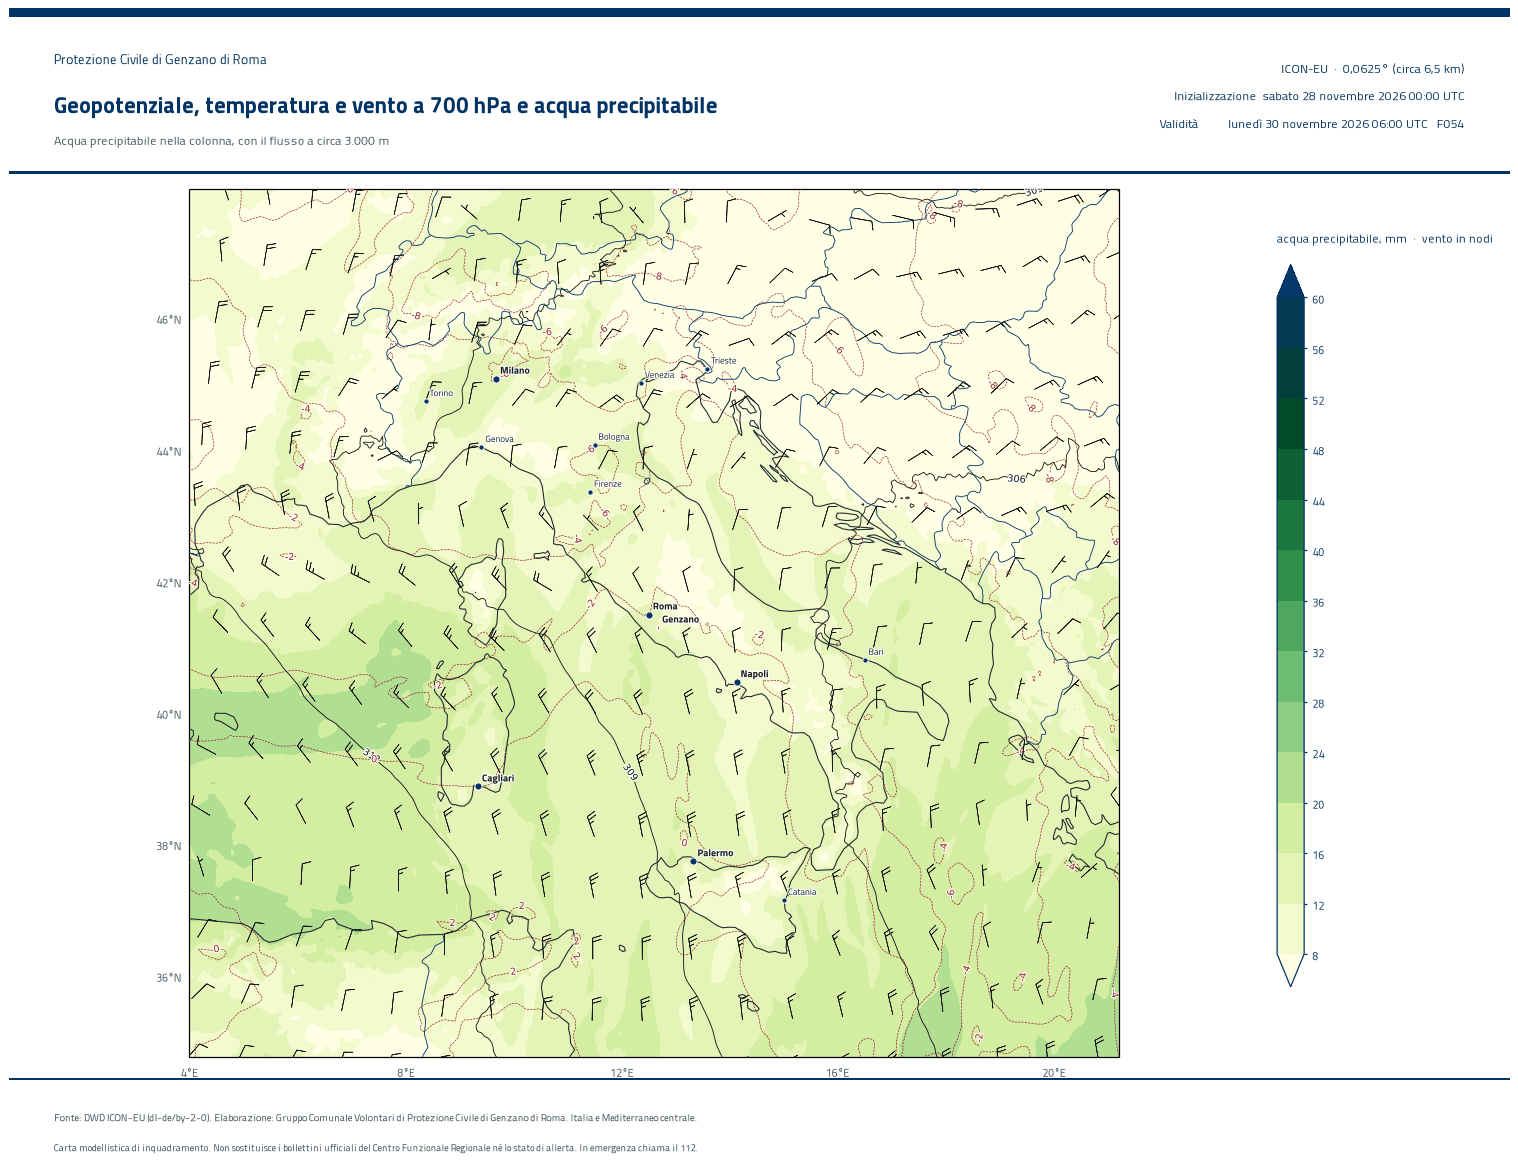 Protezione Civile di Genzano di Roma
Geopotenziale, temperatura e vento a 700 hPa e acqua precipitabile
Acqua precipitabile nella colonna, con il flusso a circa 3.000 m
ICON-EU · 0,0625° (circa 6,5 km)
Inizializzazione sabato 28 novembre 2026 00:00 UTC
Validità lunedì 30 novembre 2026 06:00 UTC F054
acqua precipitabile, mm · vento in nodi
60
56
52
48
44
40
36
32
28
24
20
16
12
8
46°N
44°N
42°N
40°N
38°N
36°N
4°E
8°E
12°E
16°E
20°E
Milano
Torino
Venezia
Trieste
Genova
Bologna
Firenze
Roma
Genzano
Napoli
Bari
Cagliari
Palermo
Catania
306
309
Fonte: DWD ICON-EU (dl-de/by-2-0). Elaborazione: Gruppo Comunale Volontari di Protezione Civile di Genzano di Roma. Italia e Mediterraneo centrale.
Carta modellistica di inquadramento. Non sostituisce i bollettini ufficiali del Centro Funzionale Regionale né lo stato di allerta. In emergenza chiama il 112.